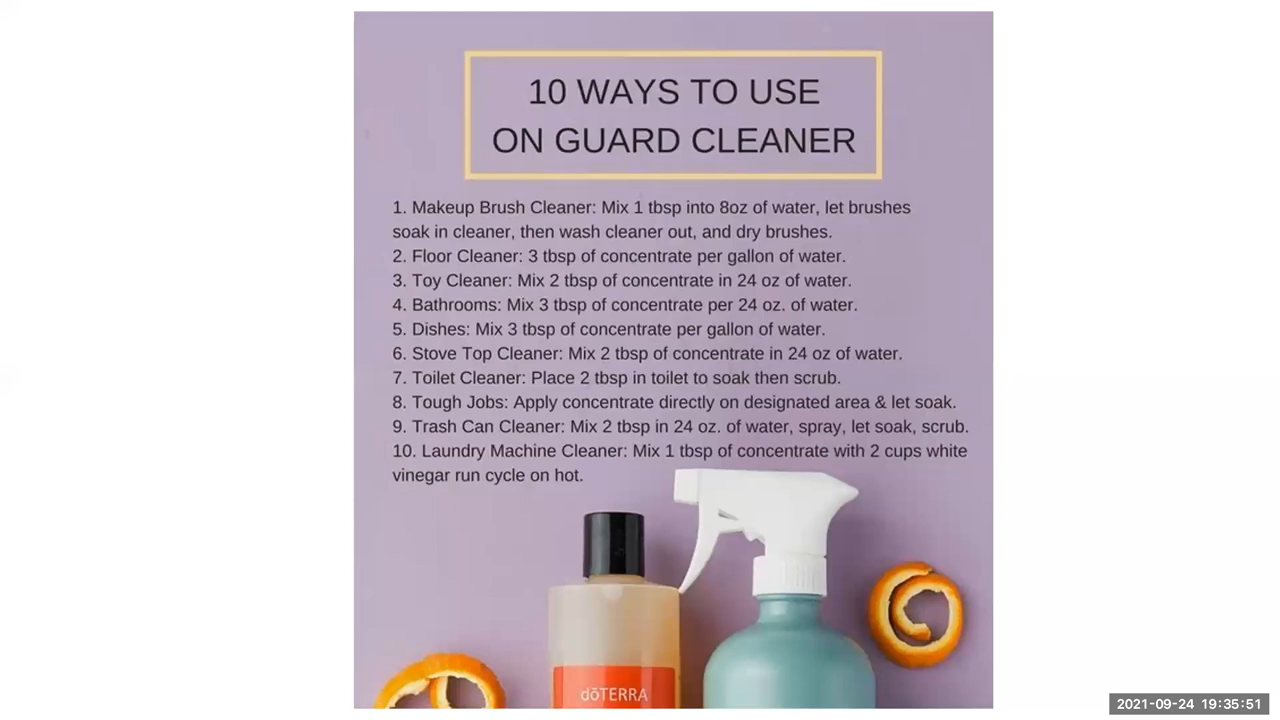 10 WAYS TO USE
ON GUARD CLEANER
1. Makeup Brush Cleaner: Mix 1 tbsp into 8oz of water, let brushes
soak in cleaner, then wash cleaner out, and dry brushes.
2. Floor Cleaner: 3 tbsp of concentrate per gallon of water.
3. Toy Cleaner: Mix 2 tbsp of concentrate in 24 oz of water.
4. Bathrooms: Mix 3 tbsp of concentrate per 24 oz. of water.
5. Dishes: Mix 3 tbsp of concentrate per gallon of water.
6. Stove Top Cleaner: Mix 2 tbsp of concentrate in 24 oz of water.
7. Toilet Cleaner: Place 2 tbsp in toilet to soak then scrub.
8. Tough Jobs: Apply concentrate directly on designated area & let soak.
9. Trash Can Cleaner: Mix 2 tbsp in 24 oz. of water, spray, let soak, scrub.
10. Laundry Machine Cleaner: Mix 1 tbsp of concentrate with 2 cups white
vinegar run cycle on hot.
dōTERRA
2021-09-24 19:35:51